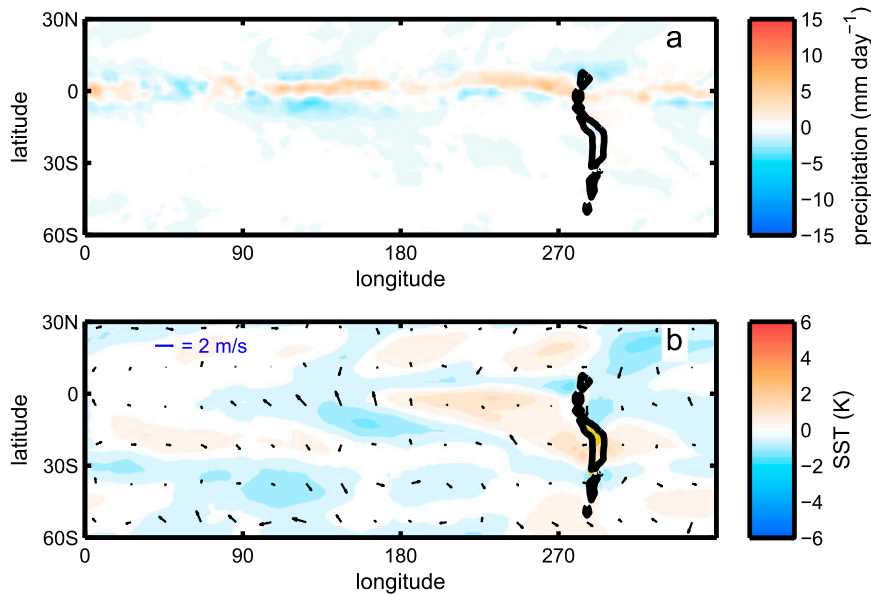 30N
0
30S
60S
latitude
0
90
180
270
longitude
a
15
10
5
0
−5
−10
−15
precipitation (mm day⁻¹)
30N
0
30S
60S
latitude
0
90
180
270
longitude
= 2 m/s
b
6
4
2
0
−2
−4
−6
SST (K)